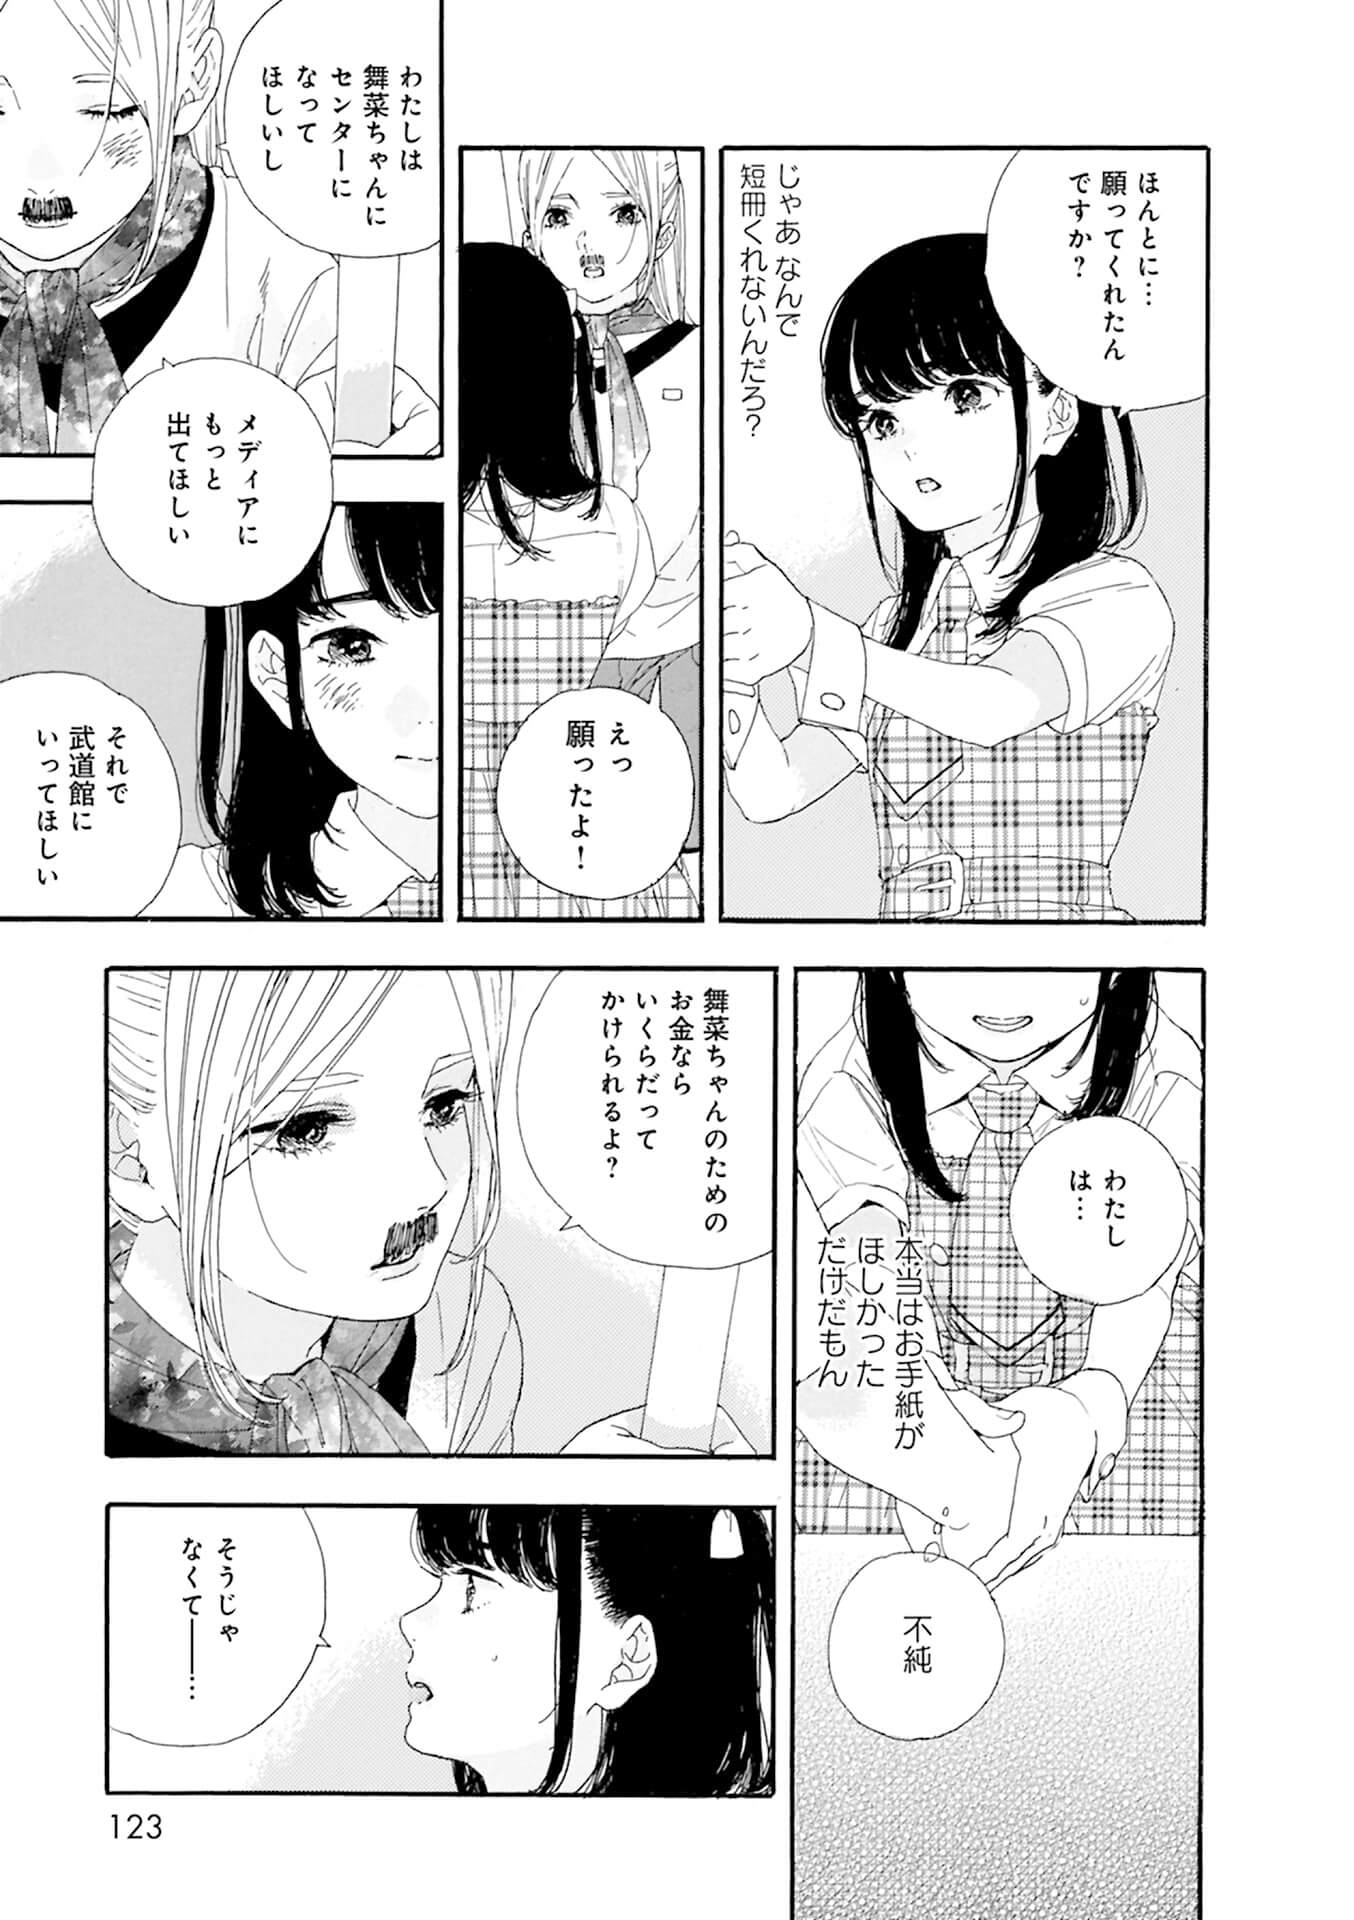 ほんとに…
願ってくれたん
ですか？
じゃあ なんで
短冊くれないいんだろ？
えっ
願ったよ！
わたしは
舞菜ちゃんに
センターに
なって
ほしいし
メディアに
もっと
出てほしい
それで
武道館に
いってほしい
わたし
は…
本当はお手紙が
ほしかった
だけだもん
不純
舞菜ちゃんのための
お金なら
いくらだって
かけられるよ？
そうじゃ
なくて――…
123